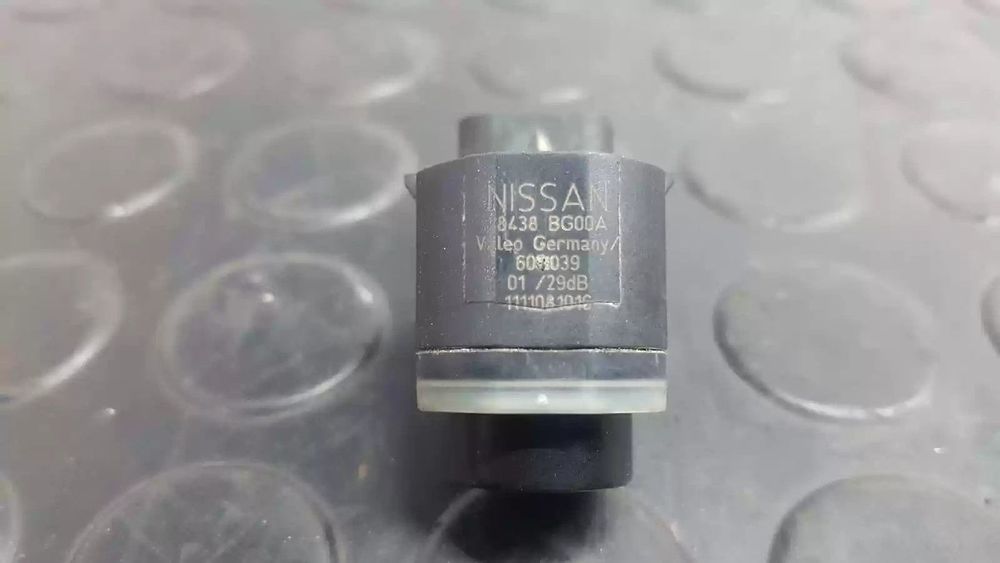 NISSAN
8438 BG00A
Valeo Germany/
01 /29dB